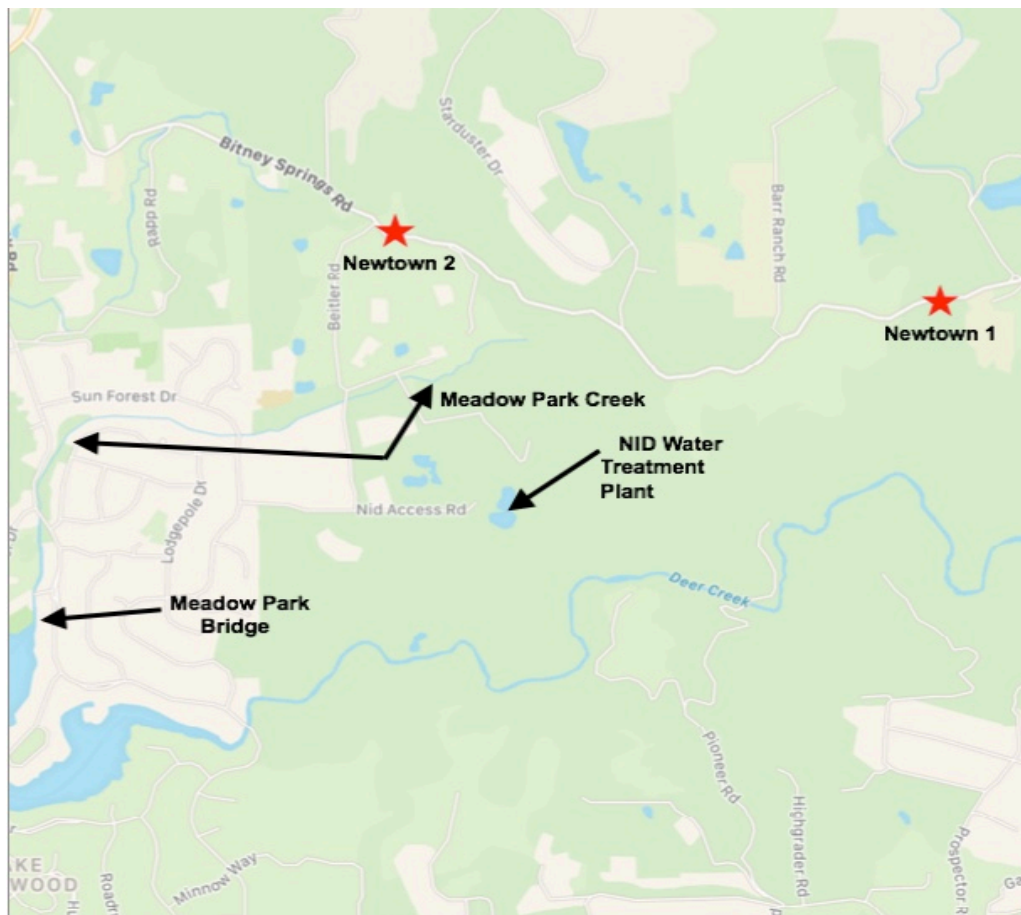 Starduster Dr
Bitney Springs Rd
Rapp Rd
Barr Ranch Rd
Newtown 2
Beitler Rd
Newtown 1
Sun Forest Dr
Meadow Park Creek
NID Water
Treatment
Plant
Lodgepole Dr
Nid Access Rd
Deer Creek
Meadow Park
Bridge
Pioneer Rd
Highgrader Rd
Prospector R
Minnow Way
AKE
WOOD
Roadr
Ga